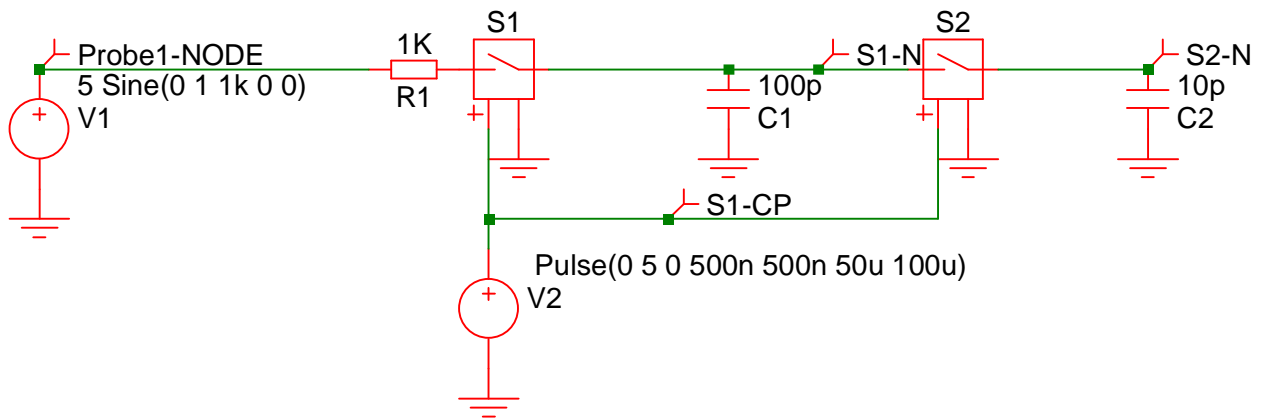 S1
S2
Probe1-NODE
1K
S1-N
S2-N
5 Sine(0 1 1k 0 0)
100p
10p
V1
R1
C1
C2
S1-CP
Pulse(0 5 0 500n 500n 50u 100u)
V2